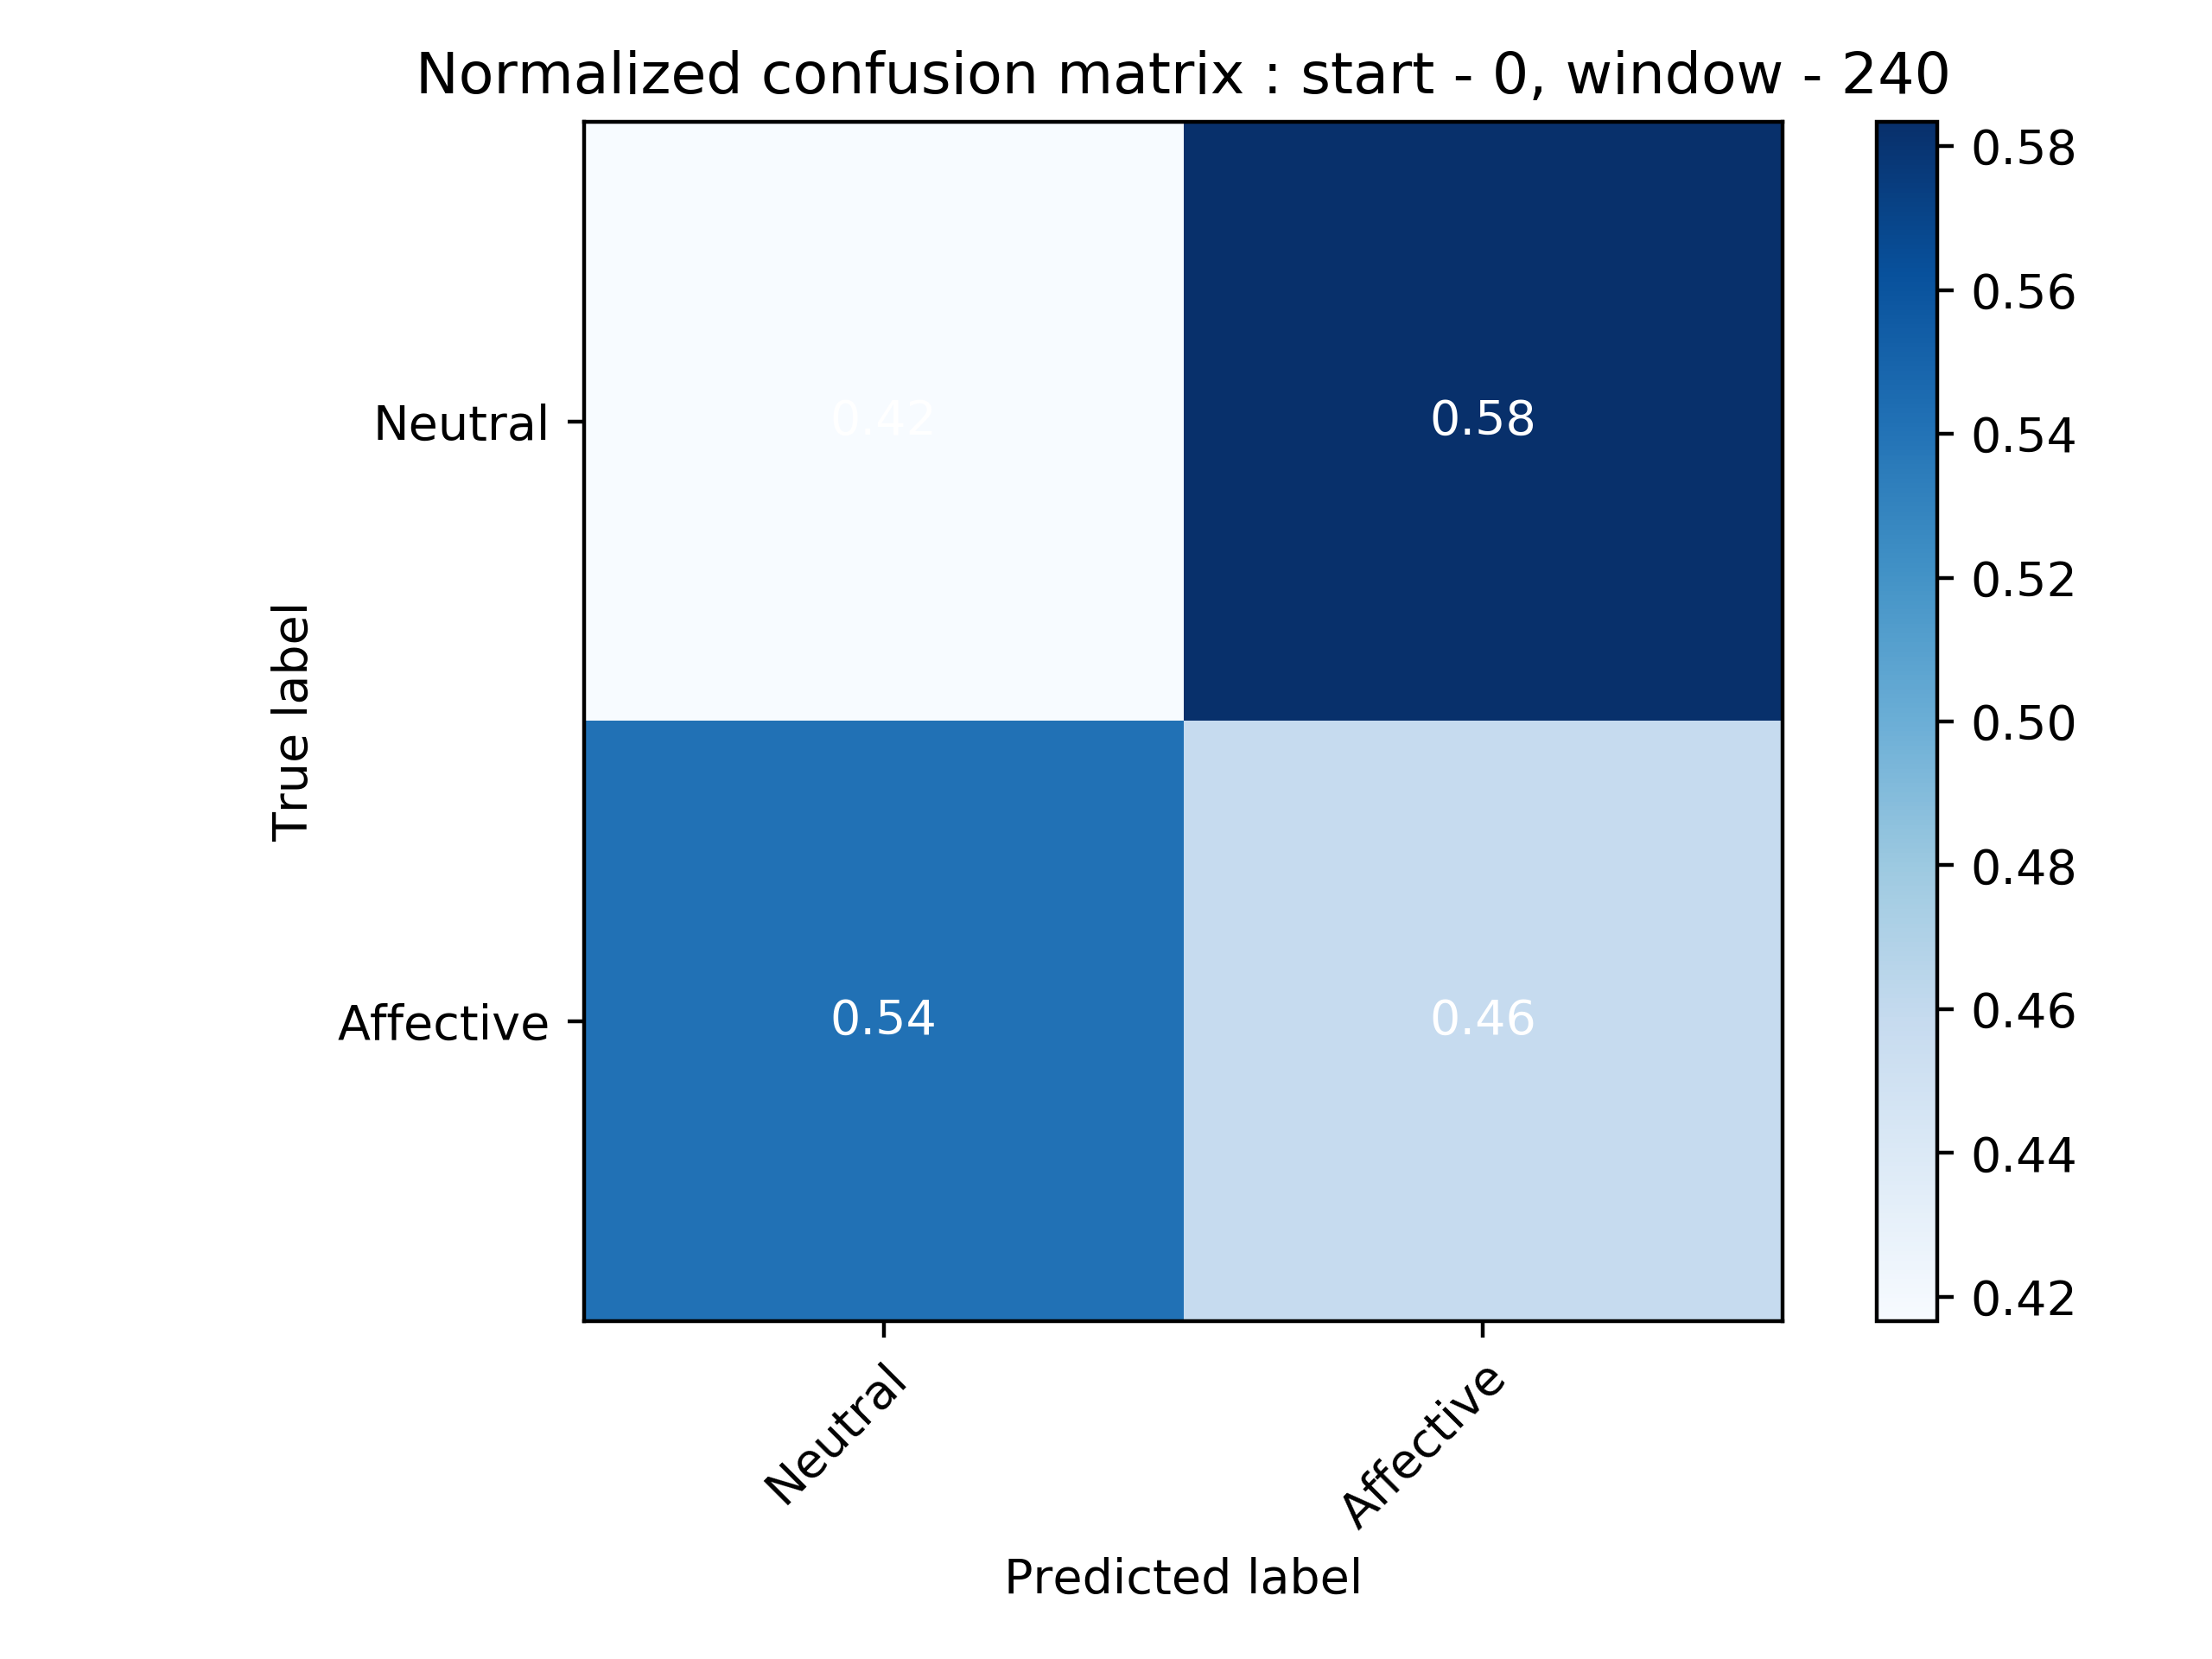 Normalized confusion matrix : start - 0, window - 240
True label
Neutral
Affective
0.42
0.58
0.54
0.46
Neutral
Affective
Predicted label
0.58
0.56
0.54
0.52
0.50
0.48
0.46
0.44
0.42